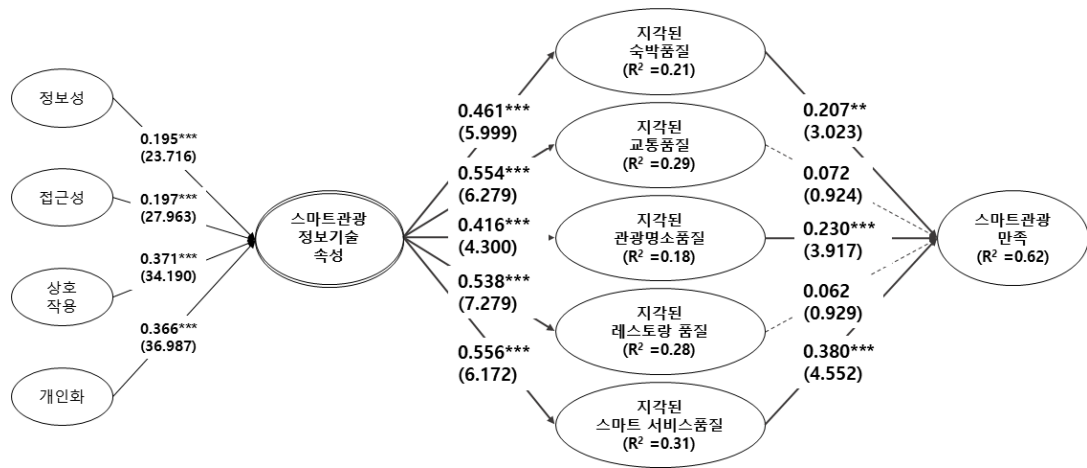 정보성
접근성
상호
작용
개인화
0.195***
(23.716)
0.197***
(27.963)
0.371***
(34.190)
0.366***
(36.987)
스마트관광
정보기술
속성
0.461***
(5.999)
0.554***
(6.279)
0.416***
(4.300)
0.538***
(7.279)
0.556***
(6.172)
지각된
숙박품질
(R² =0.21)
지각된
교통품질
(R² =0.29)
지각된
관광명소품질
(R² =0.18)
지각된
레스토랑 품질
(R² =0.28)
지각된
스마트 서비스품질
(R² =0.31)
0.207**
(3.023)
0.072
(0.924)
0.230***
(3.917)
0.062
(0.929)
0.380***
(4.552)
스마트관광
만족
(R² =0.62)